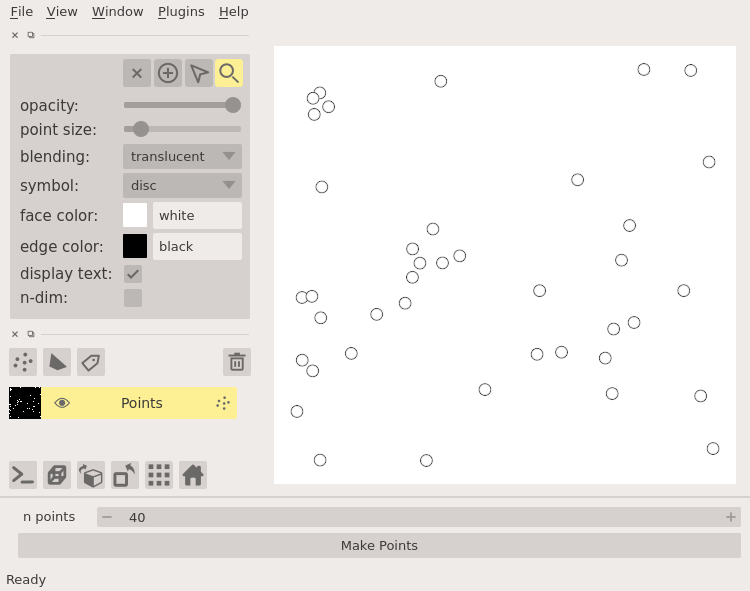 File View Window Plugins Help
opacity:
point size:
blending: translucent
symbol: disc
face color: white
edge color: black
display text:
n-dim:
Points
n points 40
Make Points
Ready